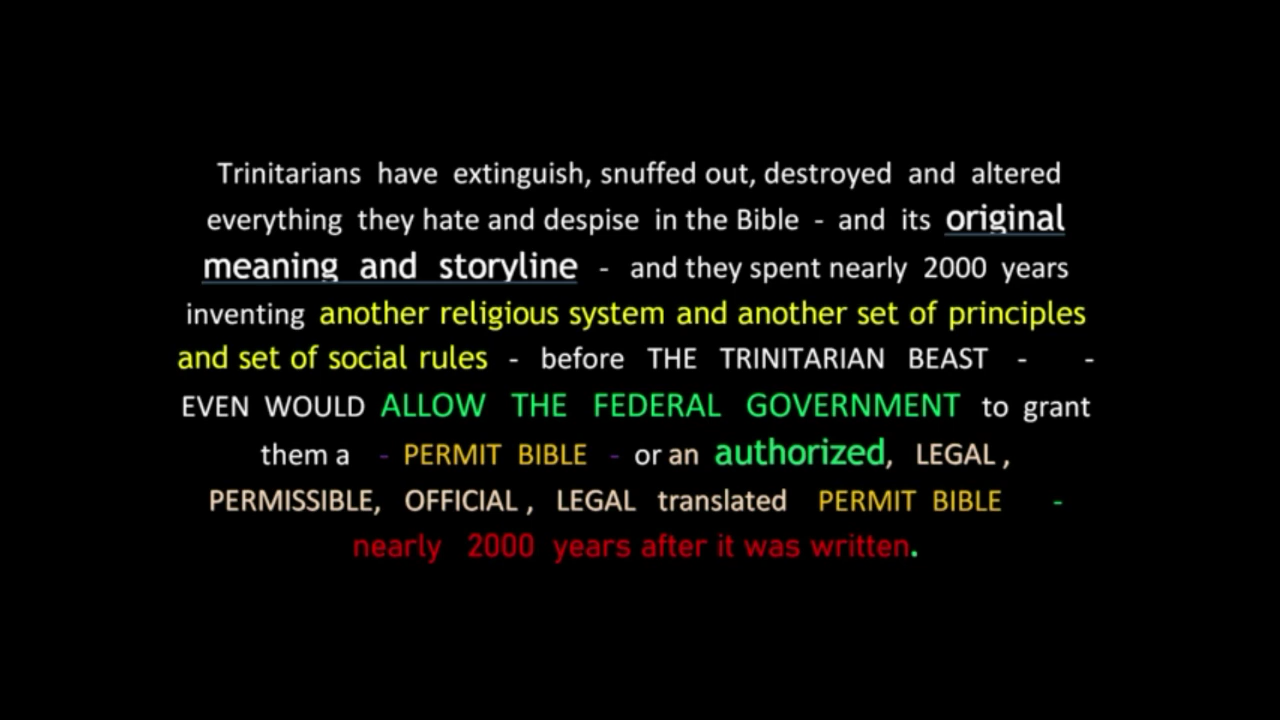 Trinitarians have extinguish, snuffed out, destroyed and altered
everything they hate and despise in the Bible - and its original
meaning and storyline - and they spent nearly 2000 years
inventing another religious system and another set of principles
and set of social rules - before THE TRINITARIAN BEAST - -
EVEN WOULD ALLOW THE FEDERAL GOVERNMENT to grant
them a - PERMIT BIBLE - or an authorized, LEGAL ,
PERMISSIBLE, OFFICIAL , LEGAL translated PERMIT BIBLE -
nearly 2000 years after it was written.